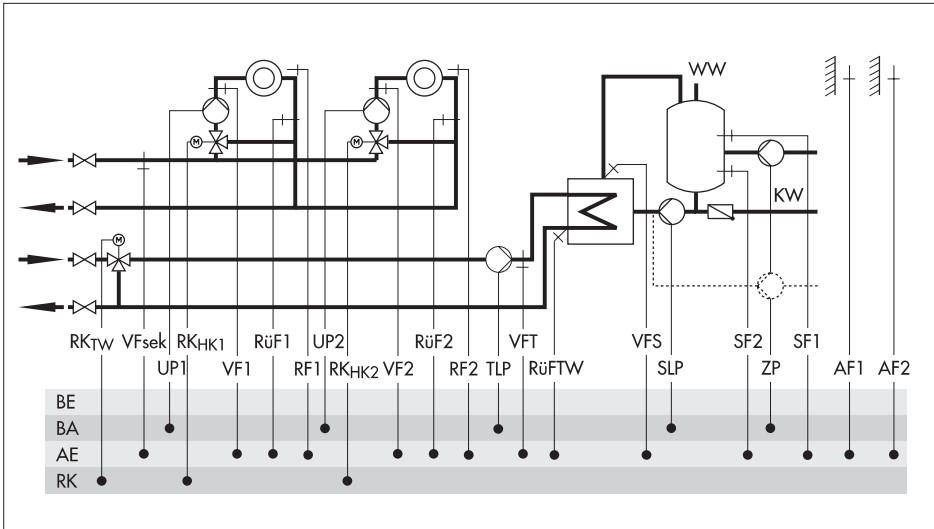 WW
M
M
KW
M
RKTW VFsek RKHK1 RüF1 UP2 RüF2 VFT VFS SF2 SF1
UP1 VF1 RF1 RKHK2 VF2 RF2 TLP RüFTW SLP ZP AF1 AF2
BE
BA
AE
RK